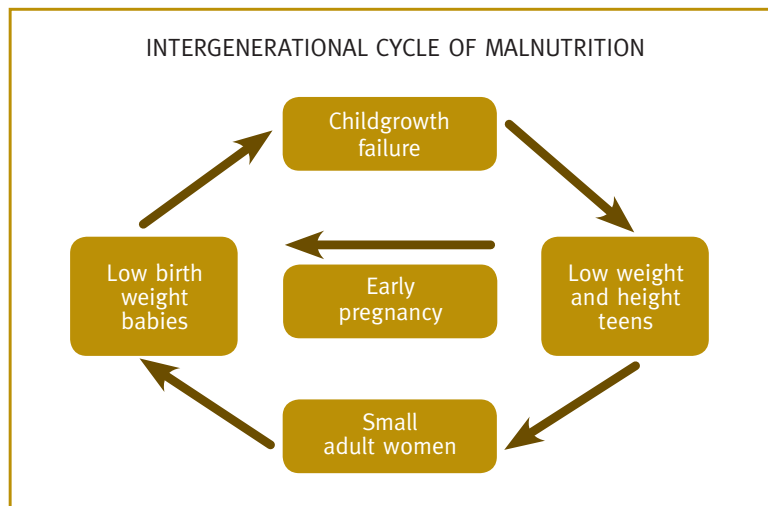 INTERGENERATIONAL CYCLE OF MALNUTRITION
Childgrowth
failure
Low birth
weight
babies
Early
pregnancy
Low weight
and height
teens
Small
adult women